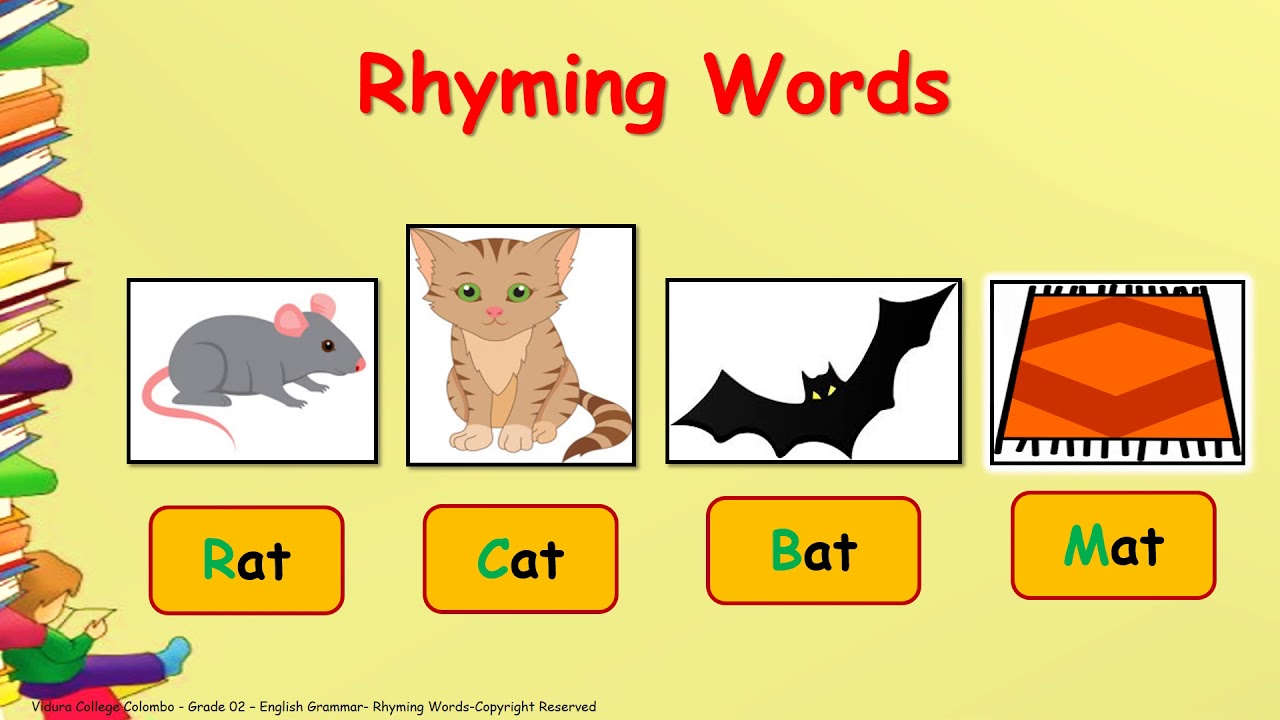 Rhyming Words
Rat
Cat
Bat
Mat
Vidura College Colombo - Grade 02 – English Grammar- Rhyming Words-Copyright Reserved